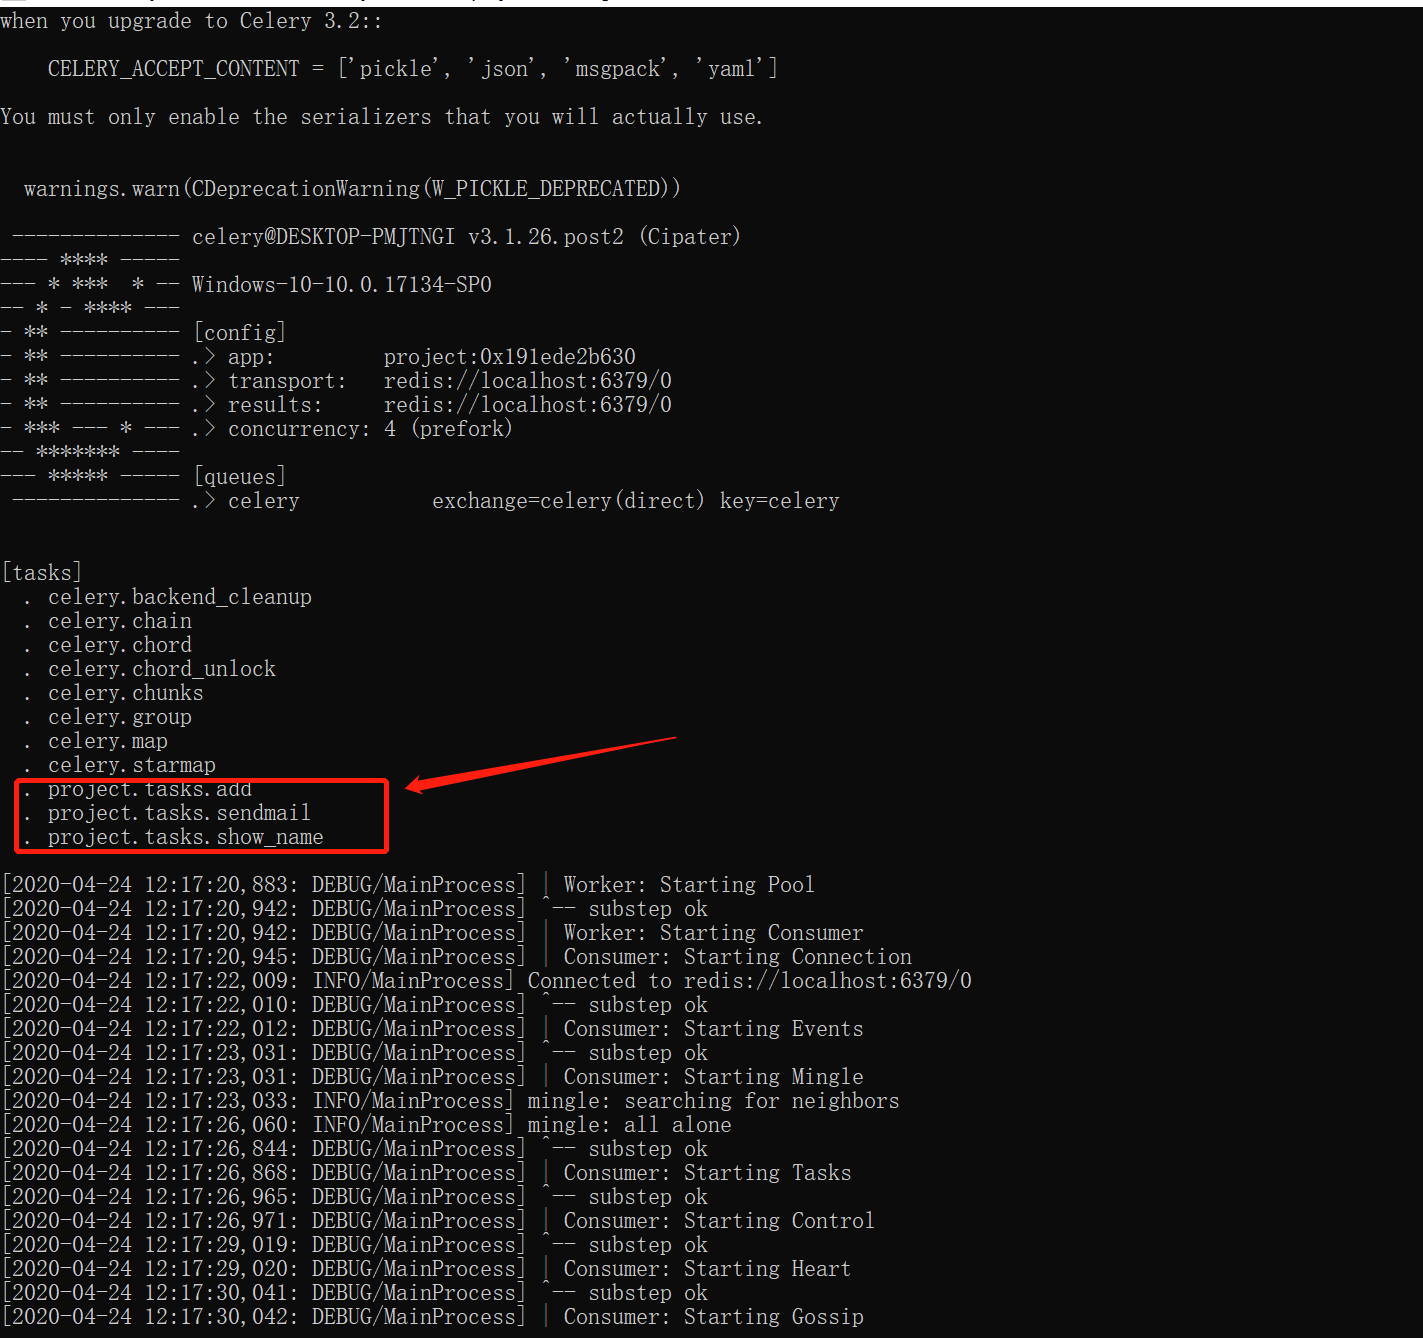 when you upgrade to Celery 3.2::
    CELERY_ACCEPT_CONTENT = ['pickle', 'json', 'msgpack', 'yaml']
You must only enable the serializers that you will actually use.
  warnings.warn(CDeprecationWarning(W_PICKLE_DEPRECATED))
 -------------- celery@DESKTOP-PMJTNGI v3.1.26.post2 (Cipater)
---- **** -----
--- * ***  * -- Windows-10-10.0.17134-SP0
-- * - **** ---
- ** ---------- [config]
- ** ---------- .> app:         project:0x191ede2b630
- ** ---------- .> transport:   redis://localhost:6379/0
- ** ---------- .> results:     redis://localhost:6379/0
- *** --- * --- .> concurrency: 4 (prefork)
-- ******* ----
--- ***** ----- [queues]
 -------------- .> celery           exchange=celery(direct) key=celery
[tasks]
  . celery.backend_cleanup
  . celery.chain
  . celery.chord
  . celery.chord_unlock
  . celery.chunks
  . celery.group
  . celery.map
  . celery.starmap
  . project.tasks.add
  . project.tasks.sendmail
  . project.tasks.show_name
[2020-04-24 12:17:20,883: DEBUG/MainProcess] | Worker: Starting Pool
[2020-04-24 12:17:20,942: DEBUG/MainProcess] ^-- substep ok
[2020-04-24 12:17:20,942: DEBUG/MainProcess] | Worker: Starting Consumer
[2020-04-24 12:17:20,945: DEBUG/MainProcess] | Consumer: Starting Connection
[2020-04-24 12:17:22,009: INFO/MainProcess] Connected to redis://localhost:6379/0
[2020-04-24 12:17:22,010: DEBUG/MainProcess] ^-- substep ok
[2020-04-24 12:17:22,012: DEBUG/MainProcess] | Consumer: Starting Events
[2020-04-24 12:17:23,031: DEBUG/MainProcess] ^-- substep ok
[2020-04-24 12:17:23,031: DEBUG/MainProcess] | Consumer: Starting Mingle
[2020-04-24 12:17:23,033: INFO/MainProcess] mingle: searching for neighbors
[2020-04-24 12:17:26,060: INFO/MainProcess] mingle: all alone
[2020-04-24 12:17:26,844: DEBUG/MainProcess] ^-- substep ok
[2020-04-24 12:17:26,868: DEBUG/MainProcess] | Consumer: Starting Tasks
[2020-04-24 12:17:26,965: DEBUG/MainProcess] ^-- substep ok
[2020-04-24 12:17:26,971: DEBUG/MainProcess] | Consumer: Starting Control
[2020-04-24 12:17:29,019: DEBUG/MainProcess] ^-- substep ok
[2020-04-24 12:17:29,020: DEBUG/MainProcess] | Consumer: Starting Heart
[2020-04-24 12:17:30,041: DEBUG/MainProcess] ^-- substep ok
[2020-04-24 12:17:30,042: DEBUG/MainProcess] | Consumer: Starting Gossip